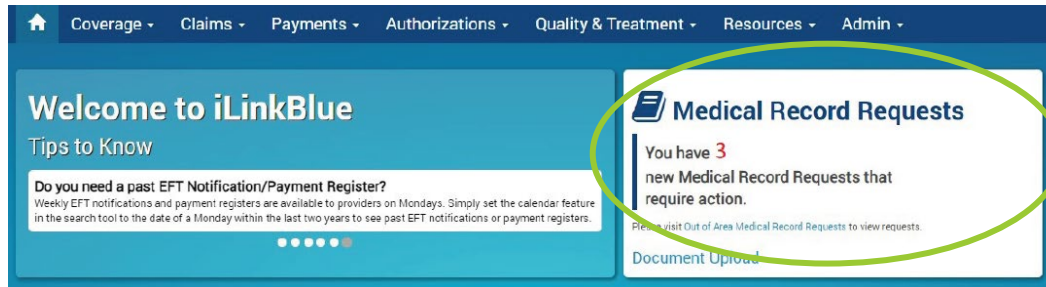 Coverage Claims Payments Authorizations Quality & Treatment Resources Admin
Welcome to iLinkBlue
Tips to Know
Do you need a past EFT Notification/Payment Register?
Weekly EFT notifications and payment registers are available to providers on Mondays. Simply set the calendar feature
in the search tool to the date of a Monday within the last two years to see past EFT notifications or payment registers.
Medical Record Requests
You have 3
new Medical Record Requests that
require action.
Please visit Out of Area Medical Record Requests to view requests.
Document Upload